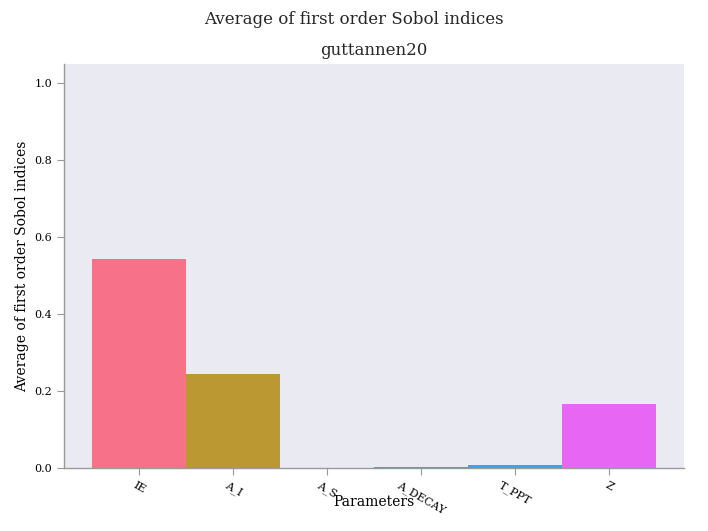 Average of first order Sobol indices
guttannen20
Average of first order Sobol indices
1.0
0.8
0.6
0.4
0.2
0.0
IE
A_I
A_S
A_DECAY
T_PPT
Z
Parameters